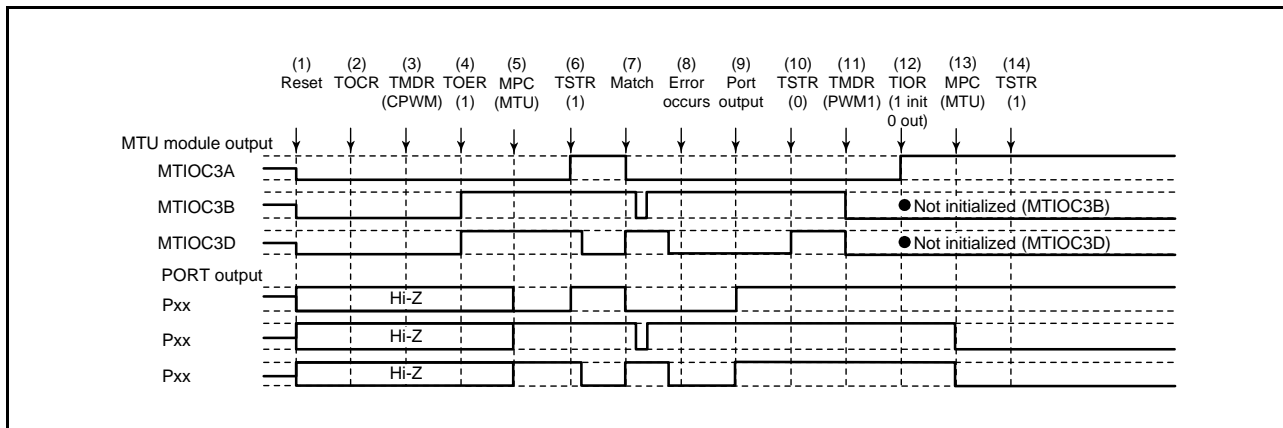 (1) (2) (3) (4) (5) (6) (7) (8) (9) (10) (11) (12) (13) (14)
Reset TOCR TMDR TOER MPC TSTR Match Error Port TSTR TMDR TIOR MPC TSTR
(CPWM) (1) (MTU) (1) occurs output (0) (PWM1) (1 init (MTU) (1)
0 out)
MTU module output
MTIOC3A
MTIOC3B ●Not initialized (MTIOC3B)
MTIOC3D ●Not initialized (MTIOC3D)
PORT output
Pxx Hi-Z
Pxx Hi-Z
Pxx Hi-Z